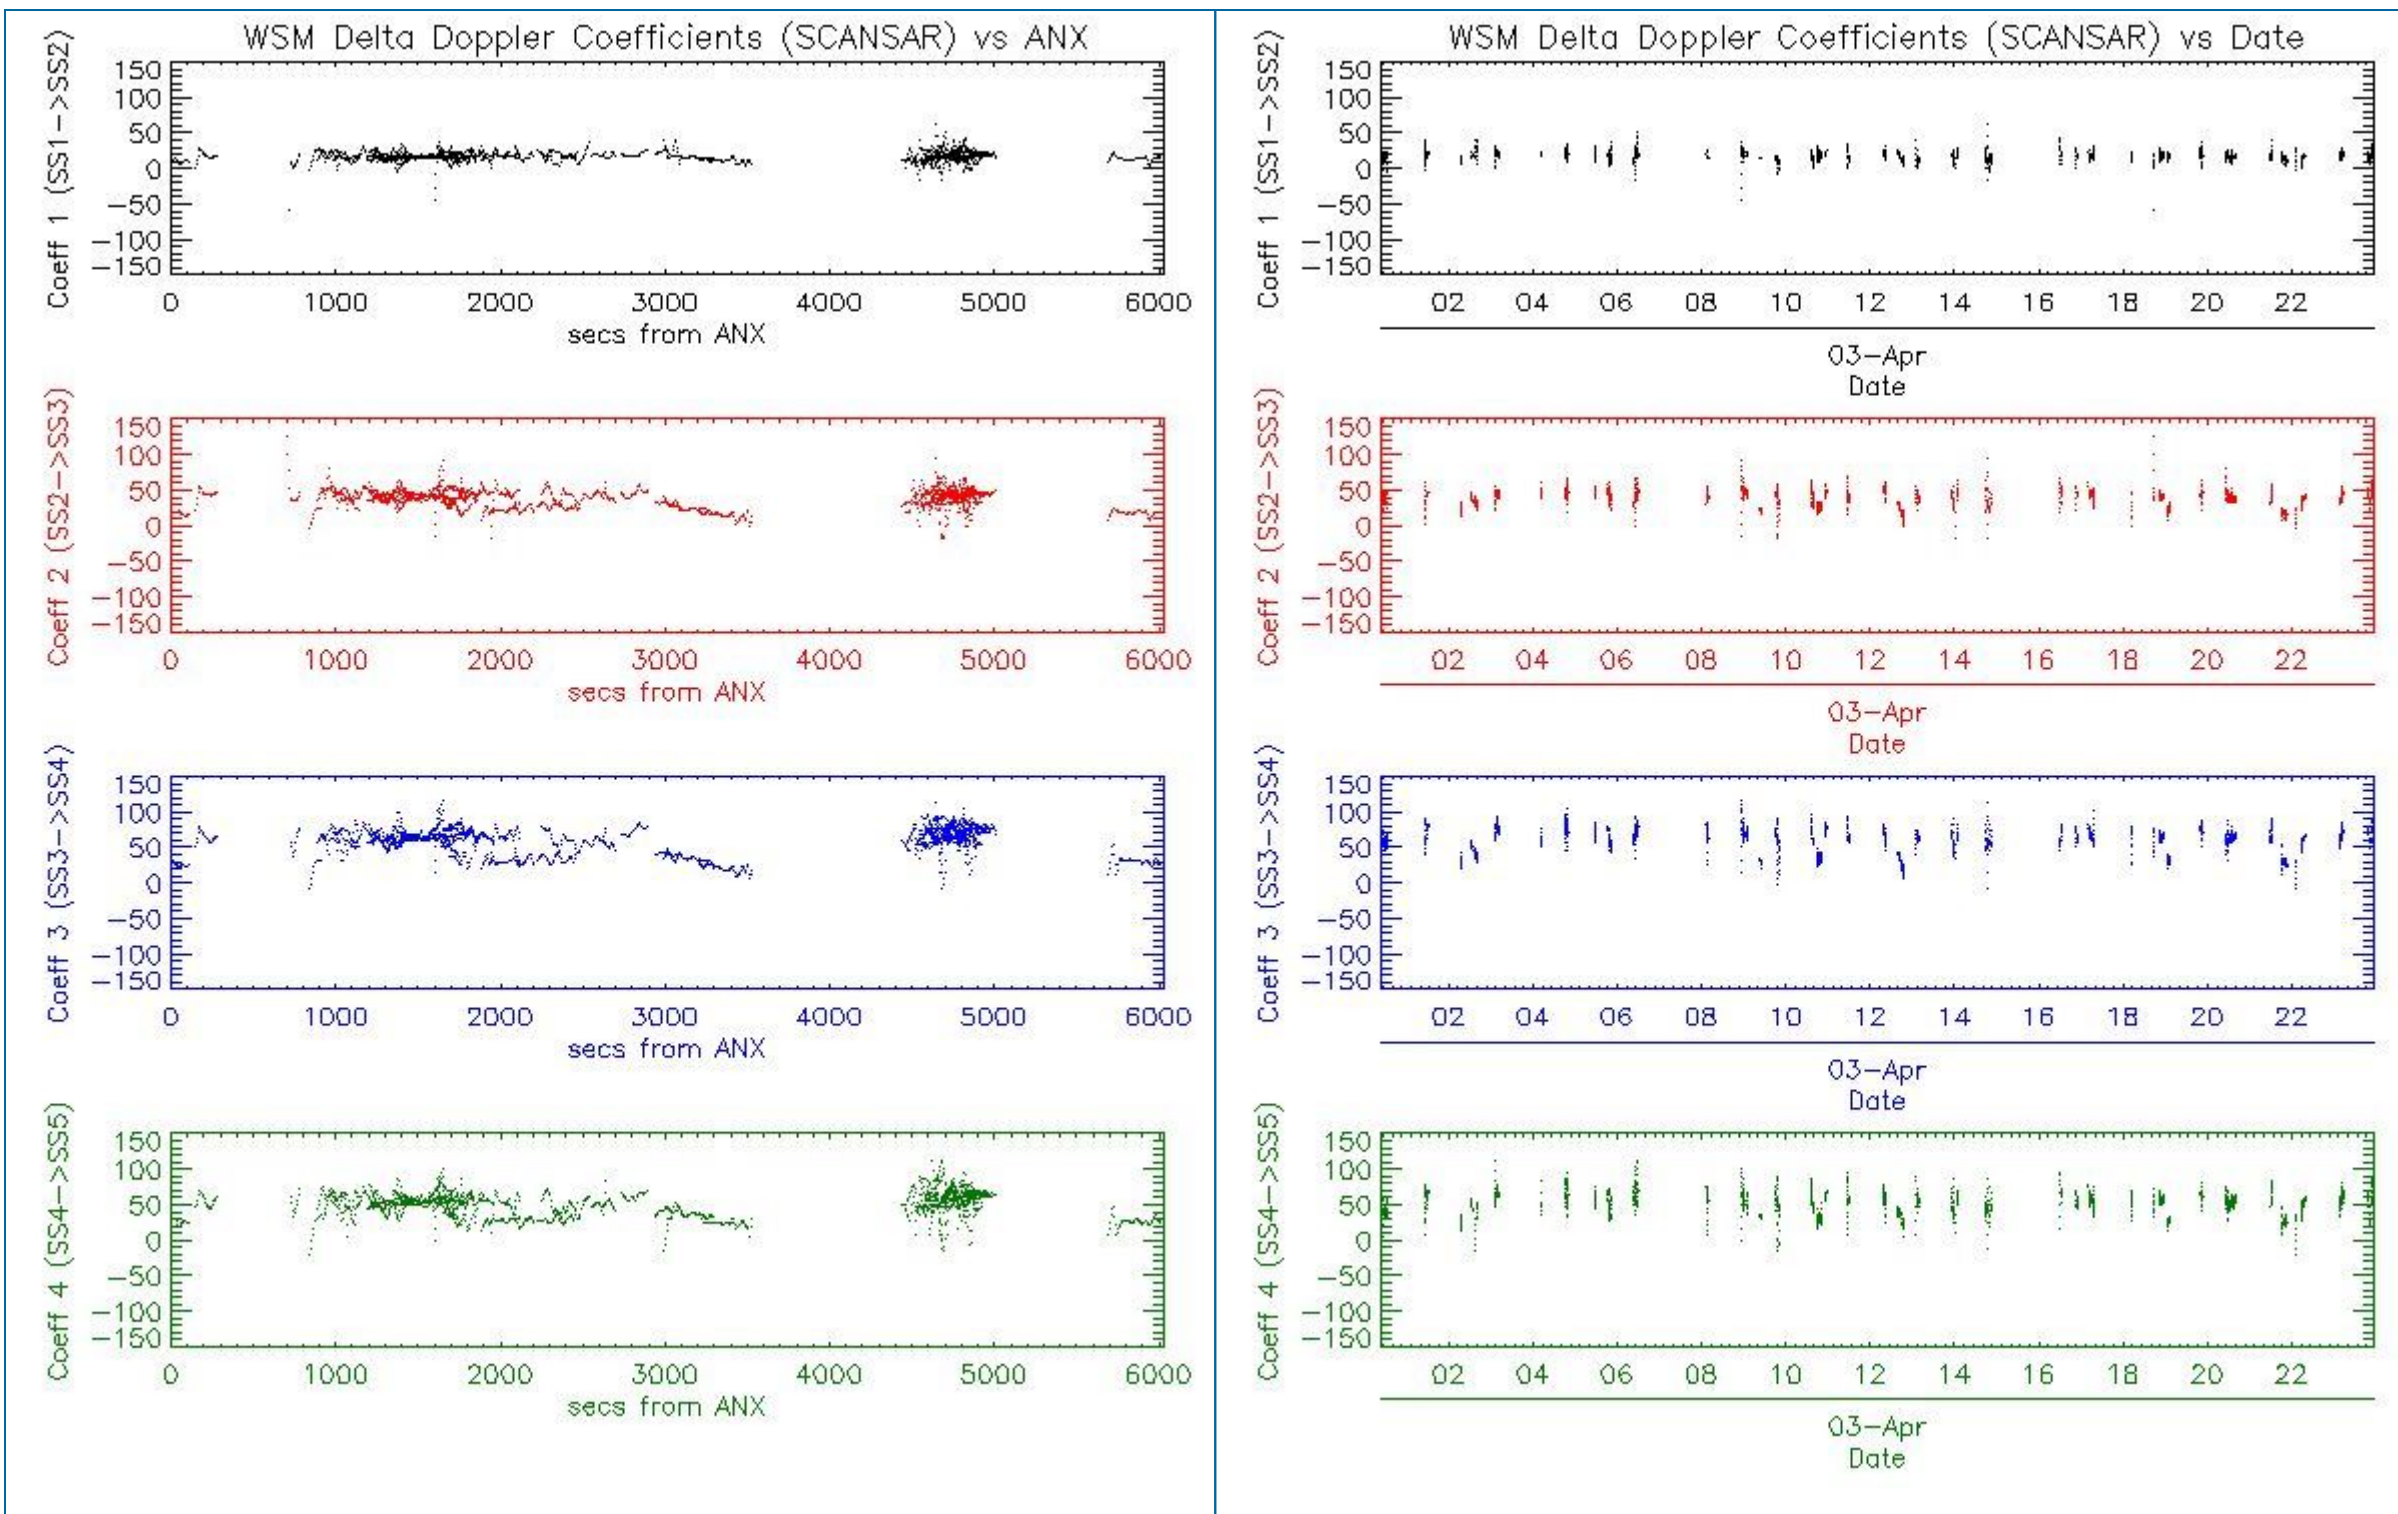 WSM Delta Doppler Coefficients (SCANSAR) vs ANX
Coeff 1 (SS1->SS2)
150
100
50
0
-50
-100
-150
0 1000 2000 3000 4000 5000 6000
secs from ANX
Coeff 2 (SS2->SS3)
150
100
50
0
-50
-100
-150
0 1000 2000 3000 4000 5000 6000
secs from ANX
Coeff 3 (SS3->SS4)
150
100
50
0
-50
-100
-150
0 1000 2000 3000 4000 5000 6000
secs from ANX
Coeff 4 (SS4->SS5)
150
100
50
0
-50
-100
-150
0 1000 2000 3000 4000 5000 6000
secs from ANX
WSM Delta Doppler Coefficients (SCANSAR) vs Date
Coeff 1 (SS1->SS2)
150
100
50
0
-50
-100
-150
02 04 06 08 10 12 14 16 18 20 22
03-Apr
Date
Coeff 2 (SS2->SS3)
150
100
50
0
-50
-100
-150
02 04 06 08 10 12 14 16 18 20 22
03-Apr
Date
Coeff 3 (SS3->SS4)
150
100
50
0
-50
-100
-150
02 04 06 08 10 12 14 16 18 20 22
03-Apr
Date
Coeff 4 (SS4->SS5)
150
100
50
0
-50
-100
-150
02 04 06 08 10 12 14 16 18 20 22
03-Apr
Date